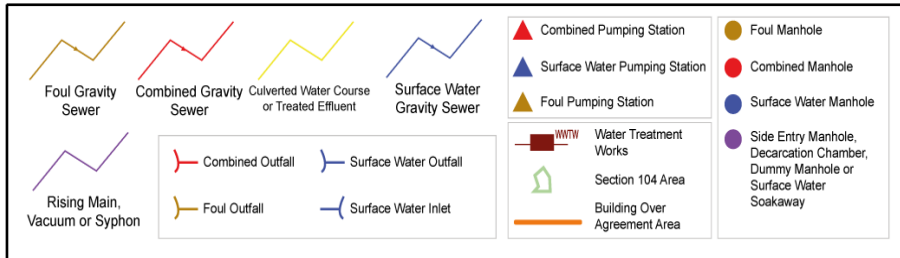 Foul Gravity
Sewer
Combined Gravity
Sewer
Culverted Water Course
or Treated Effluent
Surface Water
Gravity Sewer
Rising Main,
Vacuum or Syphon
Combined Outfall
Foul Outfall
Surface Water Outfall
Surface Water Inlet
Combined Pumping Station
Surface Water Pumping Station
Foul Pumping Station
WWTW
Water Treatment
Works
Section 104 Area
Building Over
Agreement Area
Foul Manhole
Combined Manhole
Surface Water Manhole
Side Entry Manhole,
Decarcation Chamber,
Dummy Manhole or
Surface Water
Soakaway